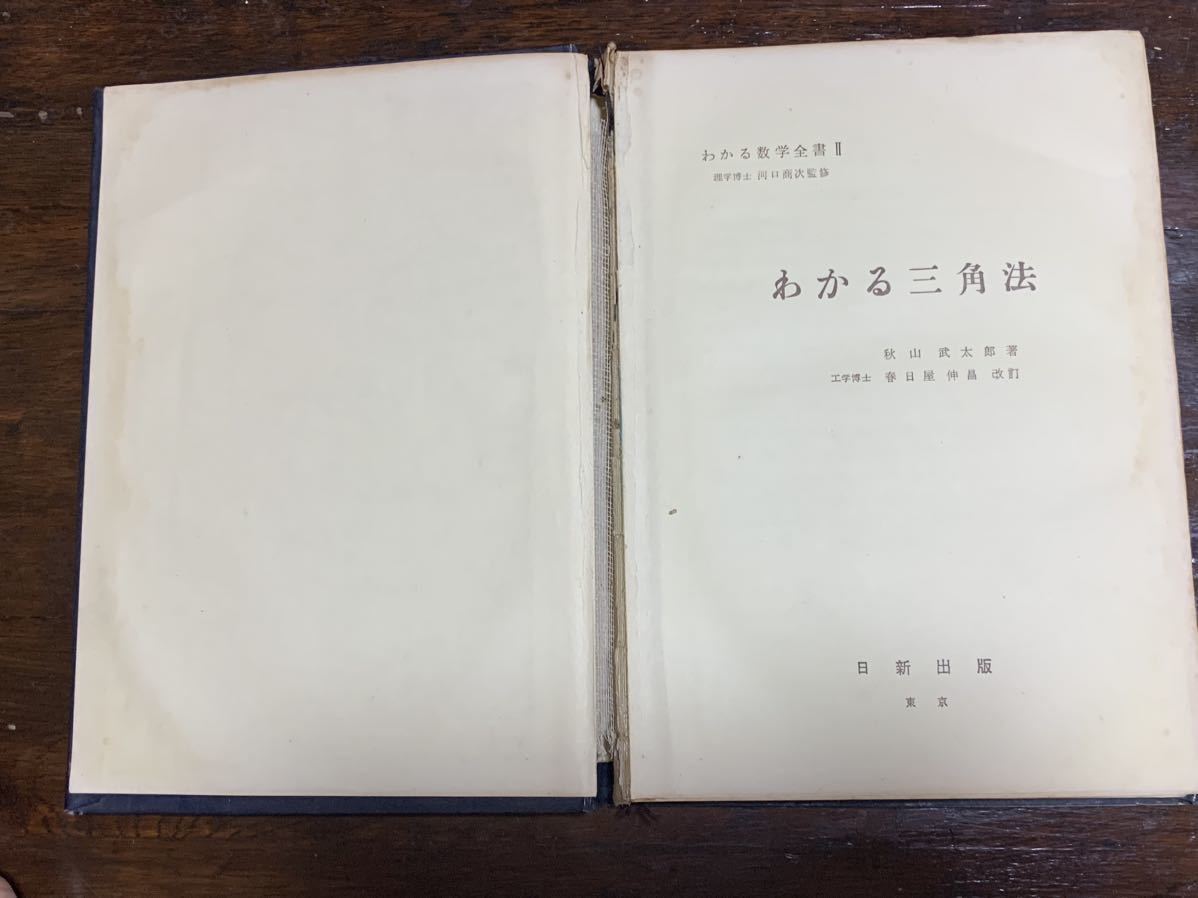 わかる数学全書 Ⅱ
理学博士 河口商次監修
わかる三角法
秋山 武太郎著
工学博士 春日屋 伸昌 改訂
日新出版
東京